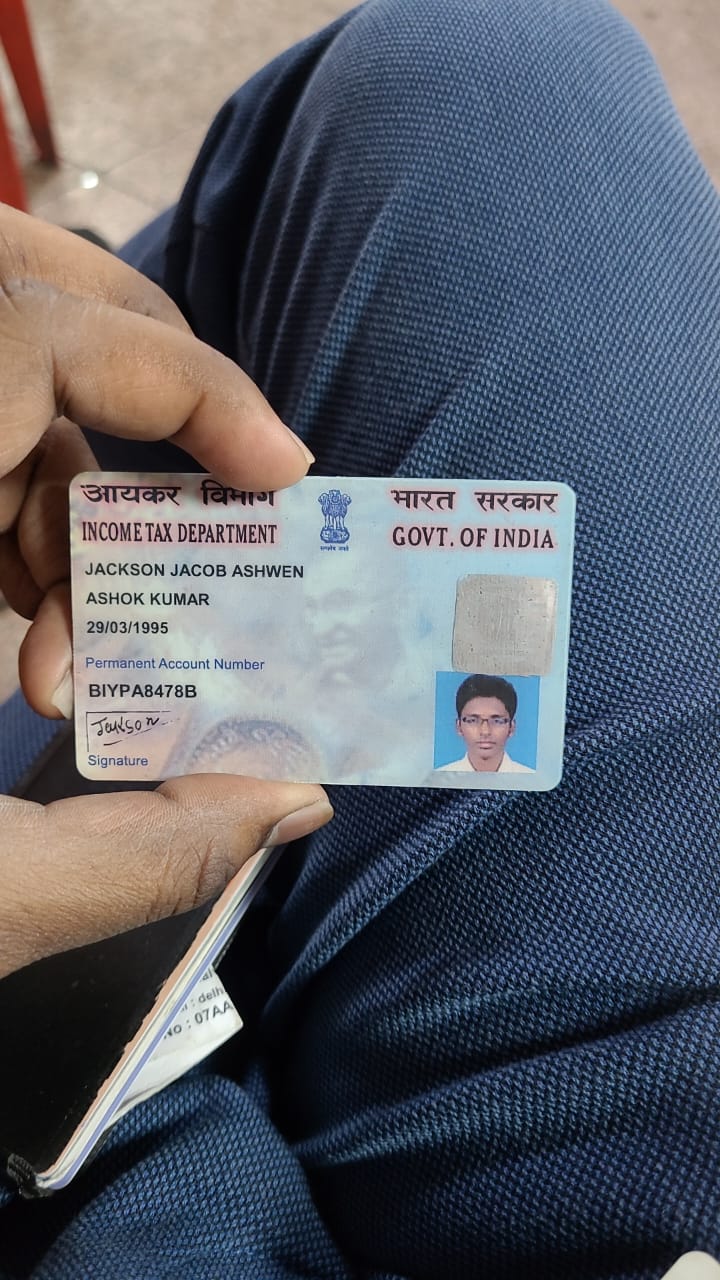 आयकर विभाग
भारत सरकार
INCOME TAX DEPARTMENT
GOVT. OF INDIA
सत्यमेव जयते
JACKSON JACOB ASHWEN
ASHOK KUMAR
29/03/1995
Permanent Account Number
BIYPA8478B
Jackson
Signature
: delh
No : 07AA